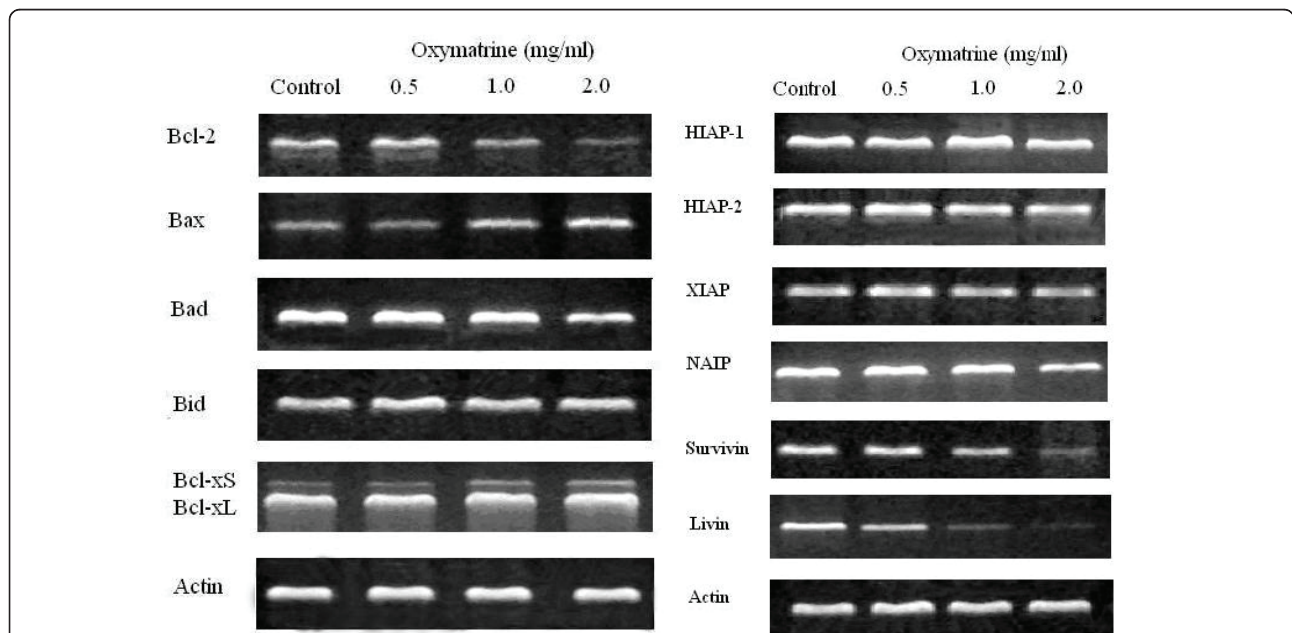 Oxymatrine (mg/ml)
Control 0.5 1.0 2.0
Bcl-2
Bax
Bad
Bid
Bcl-xS
Bcl-xL
Actin
Oxymatrine (mg/ml)
Control 0.5 1.0 2.0
HIAP-1
HIAP-2
XIAP
NAIP
Survivin
Livin
Actin